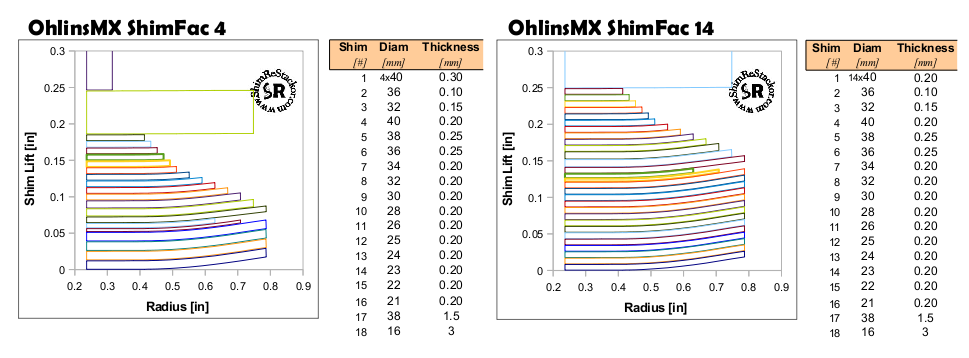 OhlinsMX ShimFac 4
OhlinsMX ShimFac 14
0.3
0.25
0.2
0.15
0.1
0.05
0
Shim Lift [in]
0.2 0.3 0.4 0.5 0.6 0.7 0.8 0.9
Radius [in]
www.ShimReStackor.com
SR
Shim Diam Thickness
[#] [mm] [mm]
1 4x40 0.30
2 36 0.10
3 32 0.15
4 40 0.20
5 38 0.25
6 36 0.25
7 34 0.20
8 32 0.20
9 30 0.20
10 28 0.20
11 26 0.20
12 25 0.20
13 24 0.20
14 23 0.20
15 22 0.20
16 21 0.20
17 38 1.5
18 16 3
0.3
0.25
0.2
0.15
0.1
0.05
0
Shim Lift [in]
0.2 0.3 0.4 0.5 0.6 0.7 0.8 0.9
Radius [in]
www.ShimReStackor.com
SR
Shim Diam Thickness
[#] [mm] [mm]
1 14x40 0.20
2 36 0.10
3 32 0.15
4 40 0.20
5 38 0.25
6 36 0.25
7 34 0.20
8 32 0.20
9 30 0.20
10 28 0.20
11 26 0.20
12 25 0.20
13 24 0.20
14 23 0.20
15 22 0.20
16 21 0.20
17 38 1.5
18 16 3